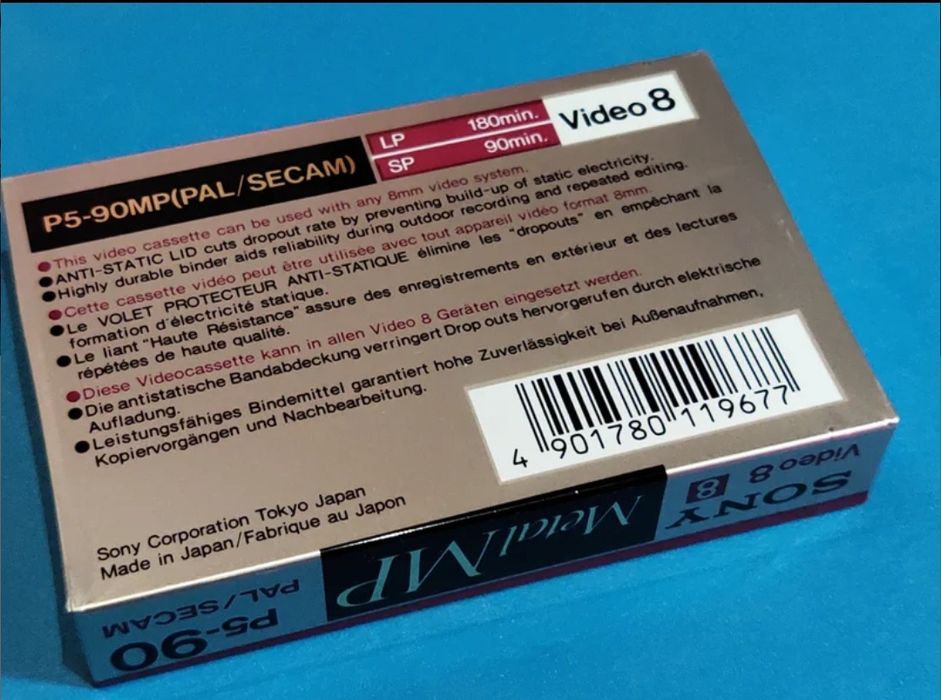 P5-90MP(PAL/SECAM)
LP 180min.
SP 90min.
Video 8
●This video cassette can be used with any 8mm video system.
●ANTI-STATIC LID cuts dropout rate by preventing build-up of static electricity.
●Highly durable binder aids reliability during outdoor recording and repeated editing.
●Cette cassette vidéo peut être utilisée avec tout appareil vidéo format 8mm.
●Le VOLET PROTECTEUR ANTI-STATIQUE élimine les "dropouts" en empêchant la
formation d'électricité statique.
●Le liant "Haute Résistance" assure des enregistrements en extérieur et des lectures
répétées de haute qualité.
●Diese Videocassette kann in allen Video 8 Geräten eingesetzt werden.
●Die antistatische Bandabdeckung verringert Drop outs hervorgerufen durch elektrische
Aufladung.
●Leistungsfähiges Bindemittel garantiert hohe Zuverlässigkeit bei Außenaufnahmen,
Kopiervorgängen und Nachbearbeitung.
4 901780 119677
Sony Corporation Tokyo Japan
Made in Japan/Fabrique au Japon
SONY
Video 8
8
Metal MP
P5-90
PAL/SECAM